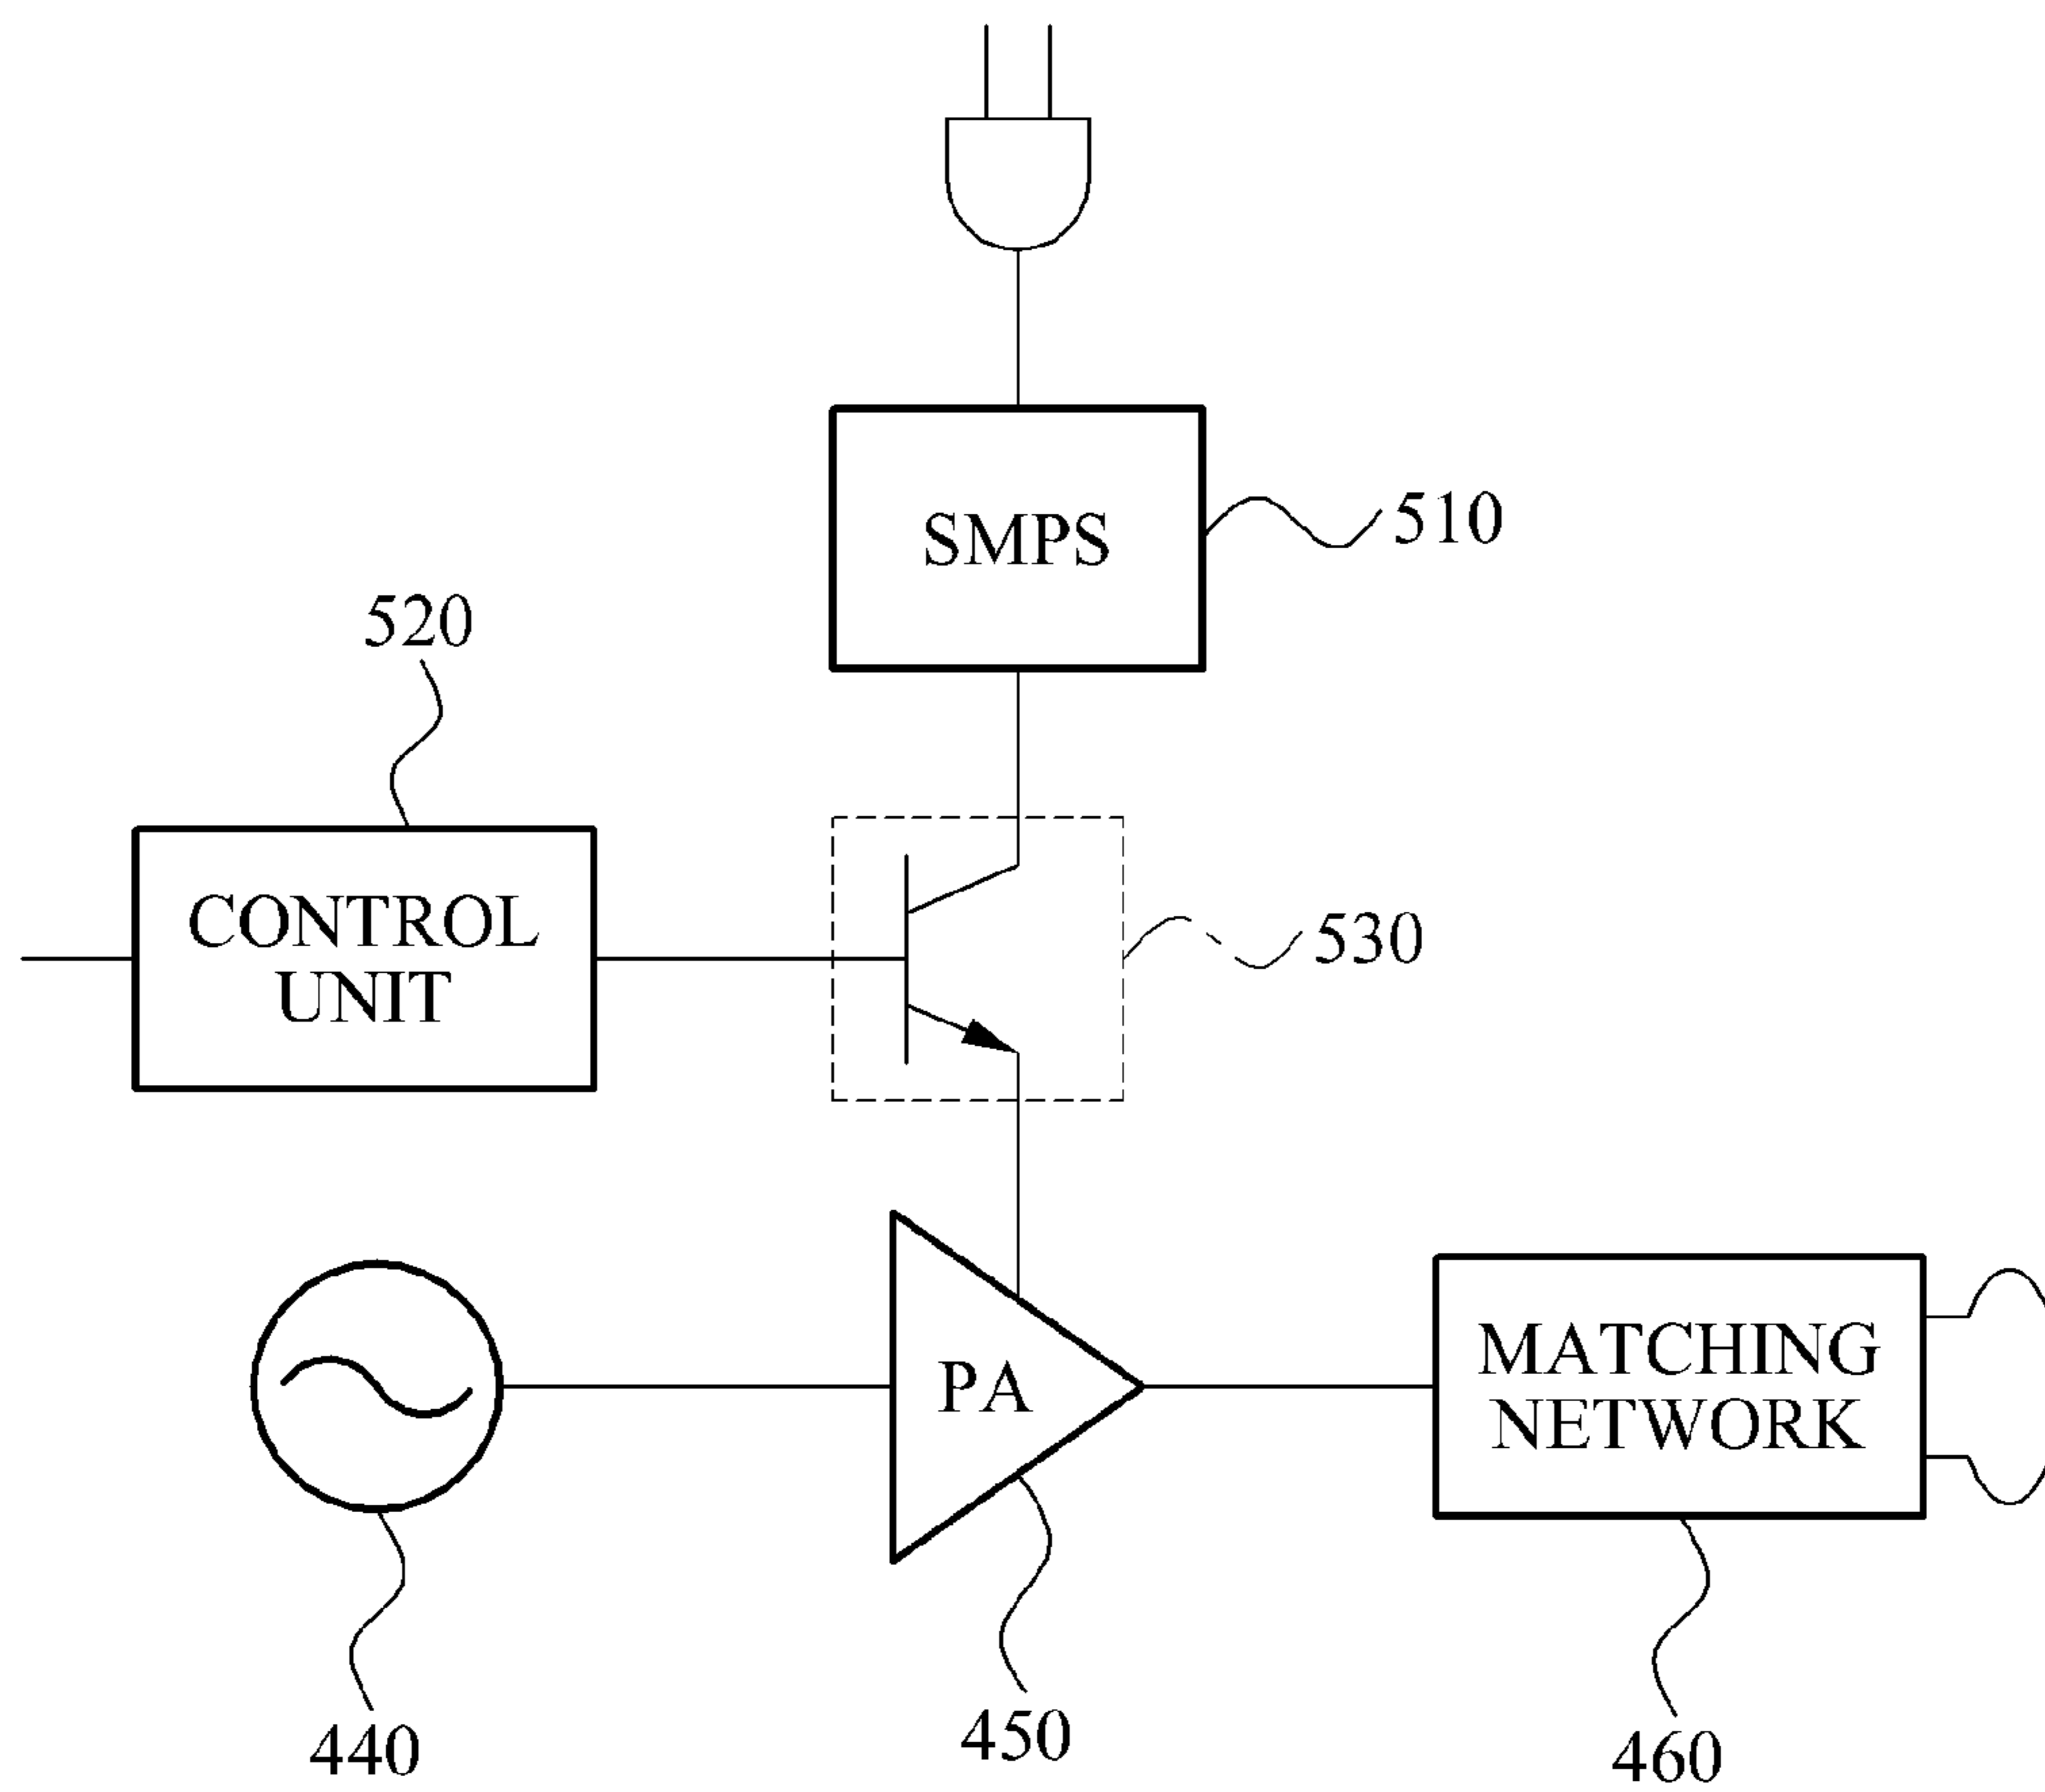 SMPS
510
520
CONTROL
UNIT
530
PA
MATCHING
NETWORK
440
450
460